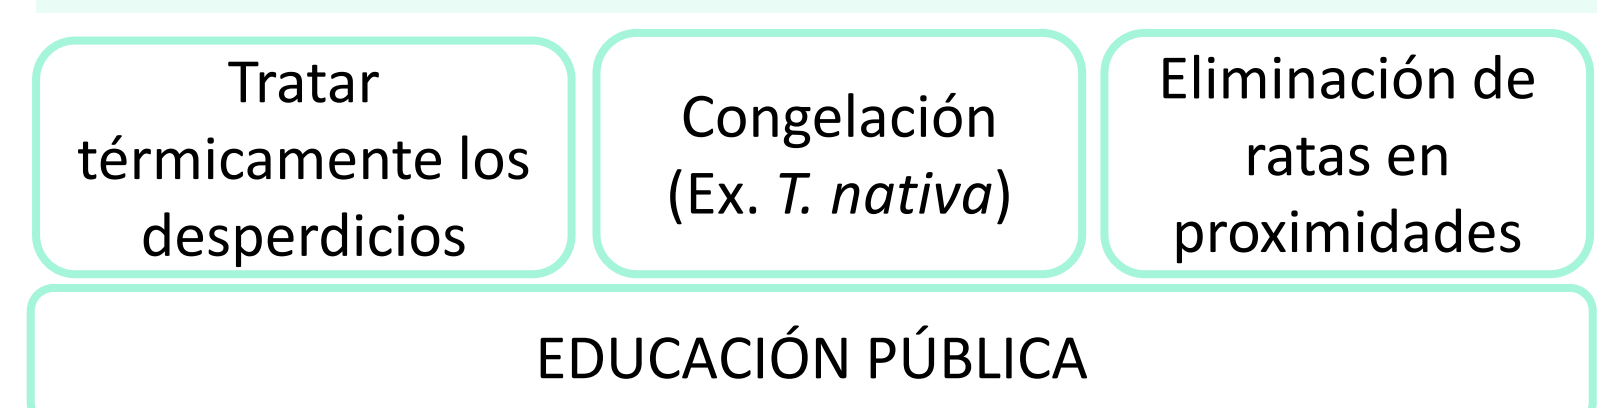 Tratar
térmicamente los
desperdicios
Congelación
(Ex. T. nativa)
Eliminación de
ratas en
proximidades
EDUCACIÓN PÚBLICA